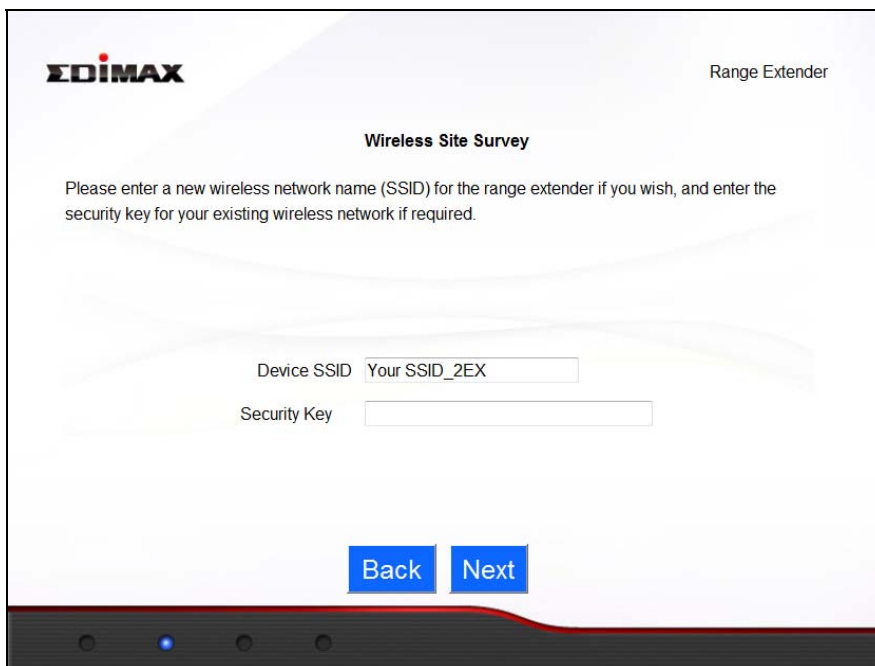 EDIMAX
Range Extender
Wireless Site Survey
Please enter a new wireless network name (SSID) for the range extender if you wish, and enter the
security key for your existing wireless network if required.
Device SSID Your SSID_2EX
Security Key
Back Next